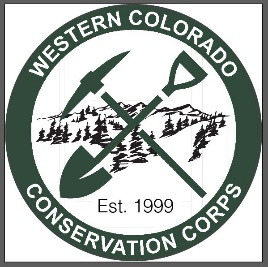 WESTERN COLORADO
Est. 1999
CONSERVATION CORPS